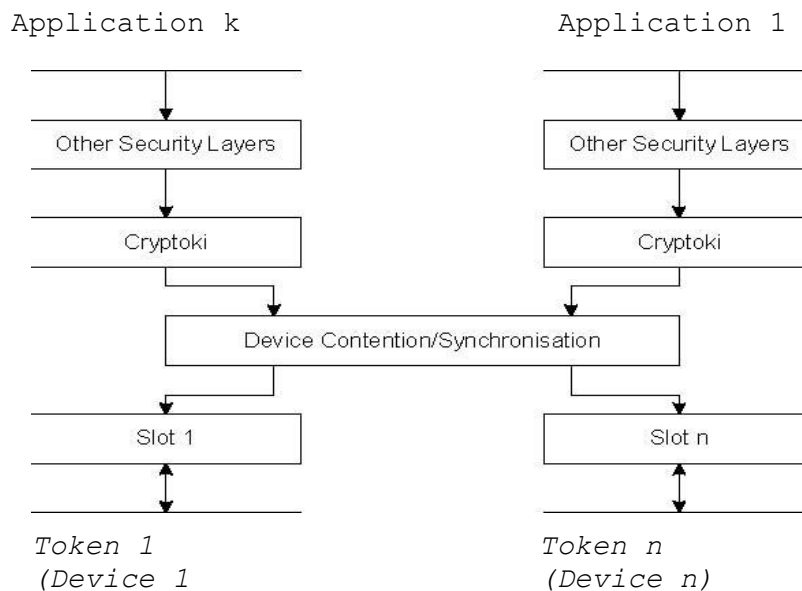 Application k Application 1
Other Security Layers Other Security Layers
Cryptoki Cryptoki
Device Contention/Synchronisation
Slot 1 Slot n
Token 1 Token n
(Device 1 (Device n)